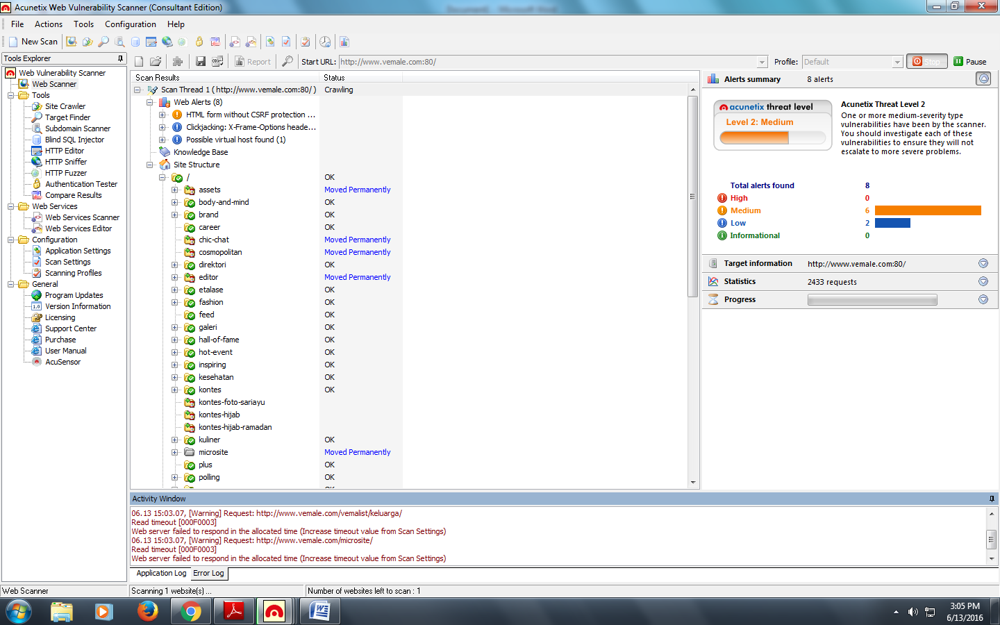 Acunetix Web Vulnerability Scanner (Consultant Edition)
File Actions Tools Configuration Help
New Scan
Tools Explorer
Web Vulnerability Scanner
Web Scanner
Tools
Site Crawler
Target Finder
Subdomain Scanner
Blind SQL Injector
HTTP Editor
HTTP Sniffer
HTTP Fuzzer
Authentication Tester
Compare Results
Web Services
Web Services Scanner
Web Services Editor
Configuration
Application Settings
Scan Settings
Scanning Profiles
General
Program Updates
Version Information
Licensing
Support Center
Purchase
User Manual
AcuSensor
Report Start URL: http://www.vemale.com:80/ Profile: Default Stop Pause
Scan Results Status
Scan Thread 1 ( http://www.vemale.com:80/ ) Crawling
Web Alerts (8)
HTML form without CSRF protection ...
Clickjacking: X-Frame-Options heade...
Possible virtual host found (1)
Knowledge Base
Site Structure
/ OK
assets Moved Permanently
body-and-mind OK
brand OK
career OK
chic-chat Moved Permanently
cosmopolitan Moved Permanently
direktori OK
editor Moved Permanently
etalase OK
fashion OK
feed OK
galeri OK
hall-of-fame OK
hot-event OK
inspiring OK
kesehatan OK
kontes OK
kontes-foto-sariayu
kontes-hijab
kontes-hijab-ramadan
kuliner OK
microsite Moved Permanently
plus OK
polling OK
Alerts summary 8 alerts
acunetix threat level
Level 2: Medium
Acunetix Threat Level 2
One or more medium-severity type
vulnerabilities have been by the scanner.
You should investigate each of these
vulnerabilities to ensure they will not
escalate to more severe problems.
Total alerts found 8
High 0
Medium 6
Low 2
Informational 0
Target information http://www.vemale.com:80/
Statistics 2433 requests
Progress
Activity Window
06.13 15:03.07, [Warning] Request: http://www.vemale.com/vemalist/keluarga/
Read timeout [000F0003]
Web server failed to respond in the allocated time (Increase timeout value from Scan Settings)
06.13 15:03.07, [Warning] Request: http://www.vemale.com/microsite/
Read timeout [000F0003]
Web server failed to respond in the allocated time (Increase timeout value from Scan Settings)
Application Log Error Log
Web Scanner Scanning 1 website(s) ... Number of websites left to scan : 1
3:05 PM
6/13/2016